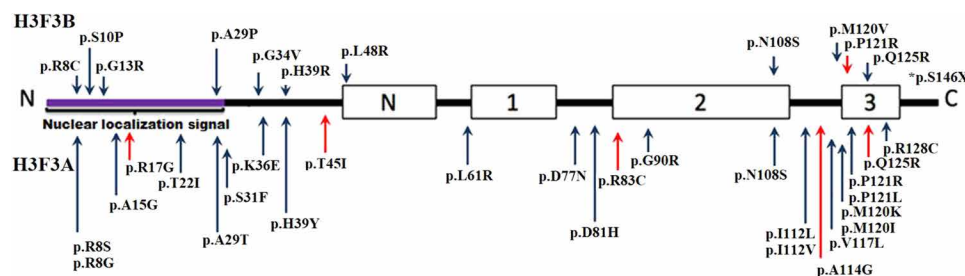 H3F3B
p.S10P
p.A29P
p.R8C
p.G13R
p.G34V
p.H39R
p.L48R
p.N108S
p.M120V
p.P121R
p.Q125R
*p.S146X
N
N
1
2
3
C
Nuclear localization signal
H3F3A
p.R17G
p.T22I
p.A15G
p.S31F
p.A29T
p.R8S
p.R8G
p.K36E
p.H39Y
p.T45I
p.L61R
p.D77N
p.D81H
p.R83C
p.G90R
p.N108S
p.R128C
p.Q125R
p.P121R
p.P121L
p.M120K
p.M120I
p.V117L
p.I112L
p.I112V
p.A114G